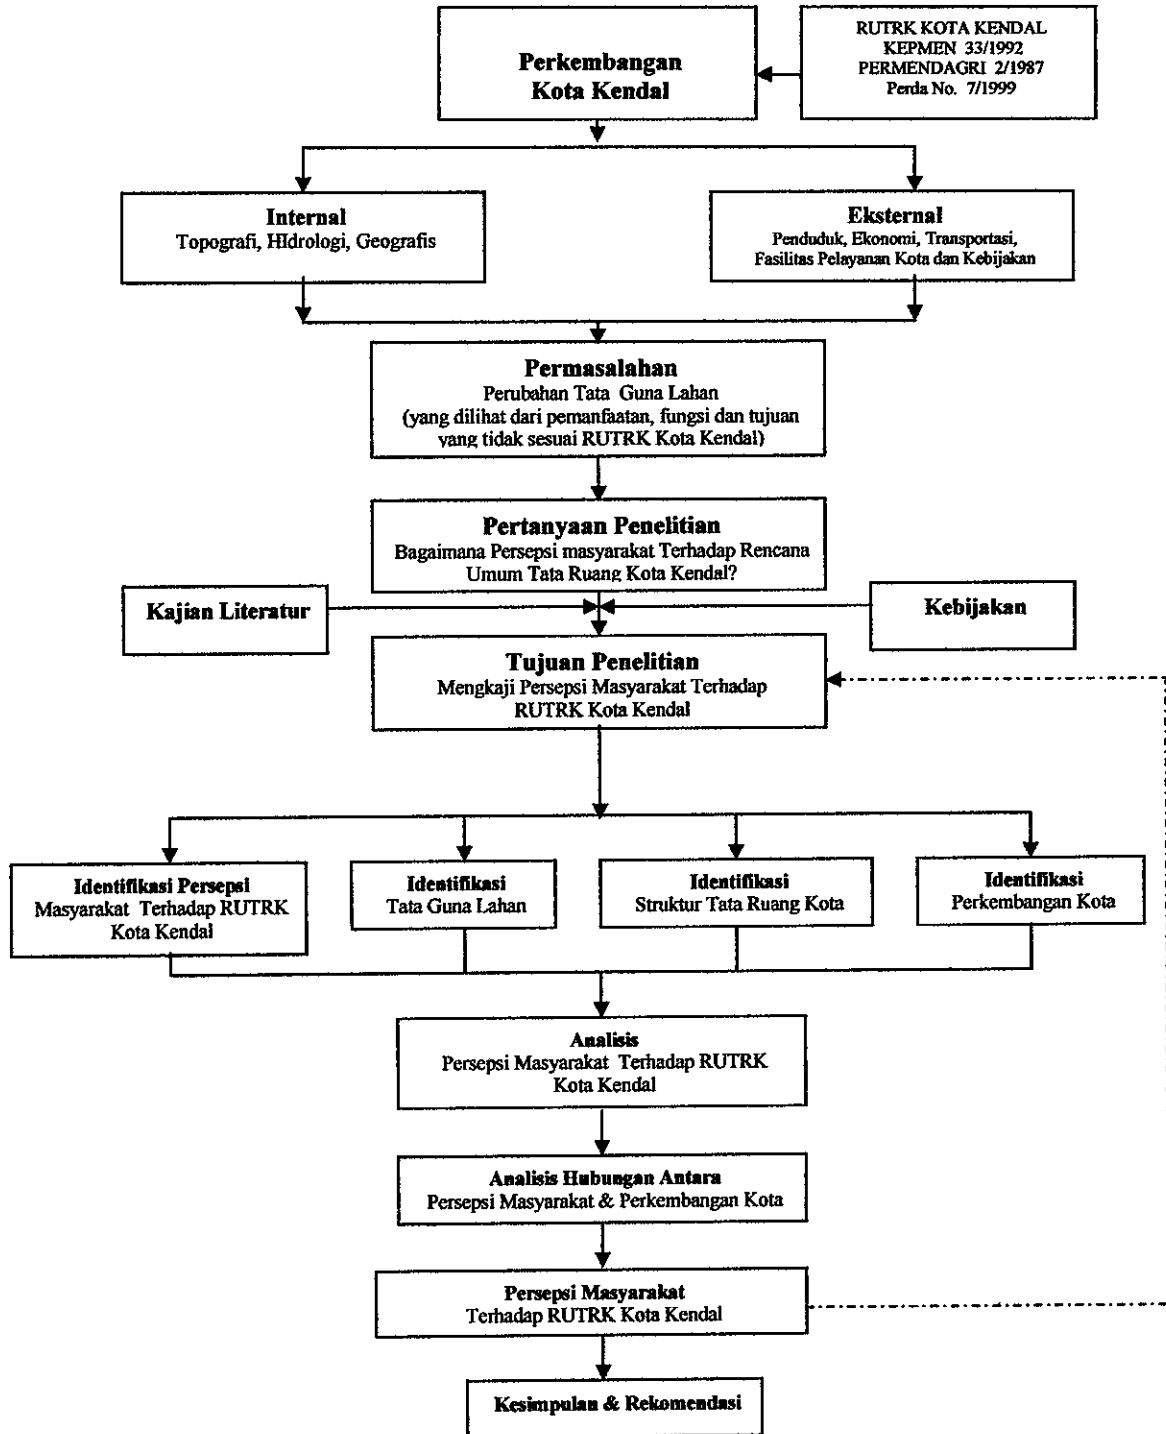 Perkembangan
Kota Kendal
RUTRK KOTA KENDAL
KEPMEN 33/1992
PERMENDAGRI 2/1987
Perda No. 7/1999
Internal
Topografi, HIdrologi, Geografis
Eksternal
Penduduk, Ekonomi, Transportasi,
Fasilitas Pelayanan Kota dan Kebijakan
Permasalahan
Perubahan Tata Guna Lahan
(yang dilihat dari pemanfaatan, fungsi dan tujuan
yang tidak sesuai RUTRK Kota Kendal)
Pertanyaan Penelitian
Bagaimana Persepsi masyarakat Terhadap Rencana
Umum Tata Ruang Kota Kendal?
Kajian Literatur
Kebijakan
Tujuan Penelitian
Mengkaji Persepsi Masyarakat Terhadap
RUTRK Kota Kendal
Identifikasi Persepsi
Masyarakat Terhadap RUTRK
Kota Kendal
Identifikasi
Tata Guna Lahan
Identifikasi
Struktur Tata Ruang Kota
Identifikasi
Perkembangan Kota
Analisis
Persepsi Masyarakat Terhadap RUTRK
Kota Kendal
Analisis Hubungan Antara
Persepsi Masyarakat & Perkembangan Kota
Persepsi Masyarakat
Terhadap RUTRK Kota Kendal
Kesimpulan & Rekomendasi